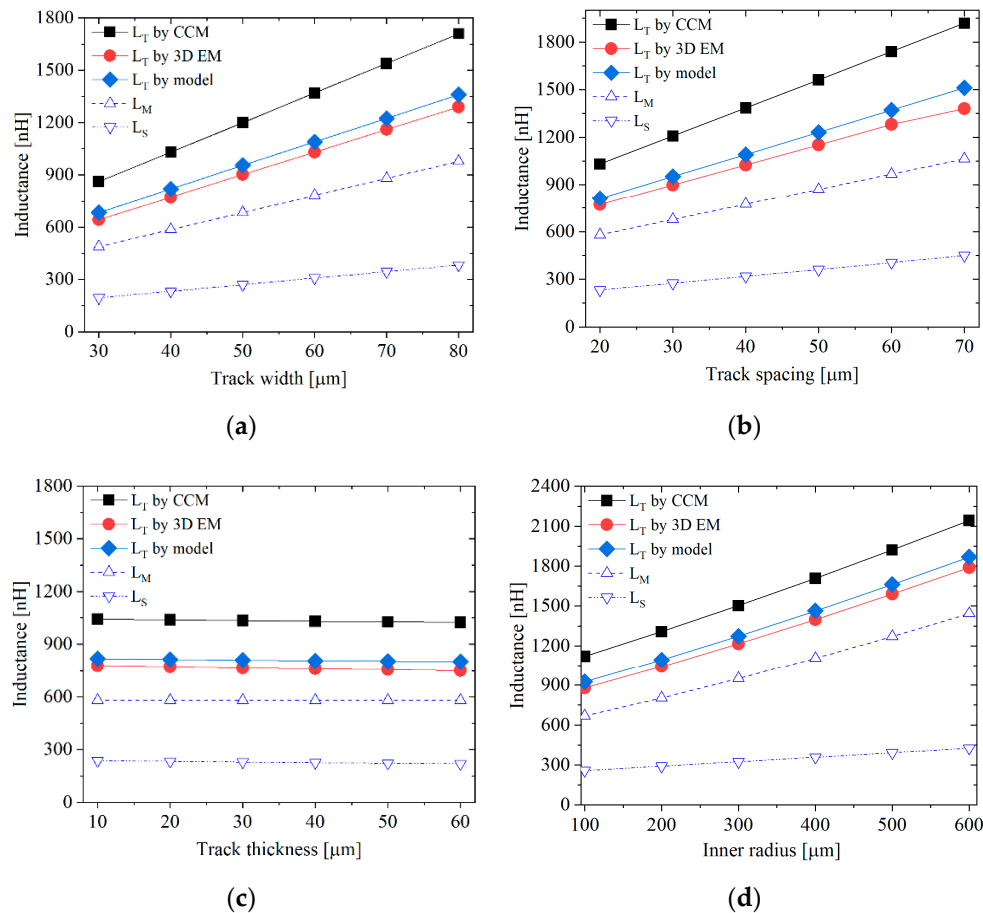 1800
1500
1200
900
600
300
0
Inductance [nH]
L_T by CCM
L_T by 3D EM
L_T by model
L_M
L_S
30 40 50 60 70 80
Track width [μm]
(a)
1800
1500
1200
900
600
300
0
Inductance [nH]
L_T by CCM
L_T by 3D EM
L_T by model
L_M
L_S
20 30 40 50 60 70
Track spacing [μm]
(b)
1800
1500
1200
900
600
300
0
Inductance [nH]
L_T by CCM
L_T by 3D EM
L_T by model
L_M
L_S
10 20 30 40 50 60
Track thickness [μm]
(c)
2400
2100
1800
1500
1200
900
600
300
0
Inductance [nH]
L_T by CCM
L_T by 3D EM
L_T by model
L_M
L_S
100 200 300 400 500 600
Inner radius [μm]
(d)